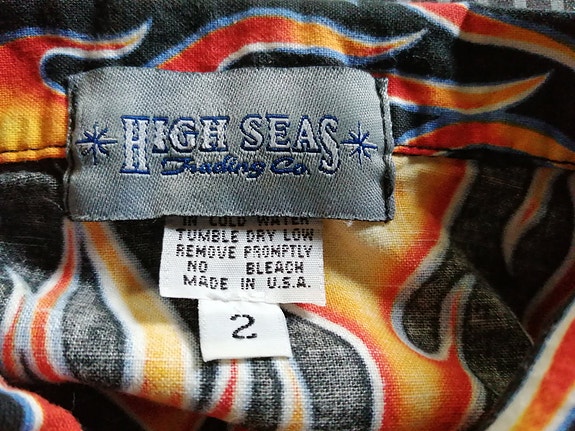 HIGH SEAS
Trading Co.
IN COLD WATER
TUMBLE DRY LOW
REMOVE PROMPTLY
NO BLEACH
MADE IN U.S.A.
2